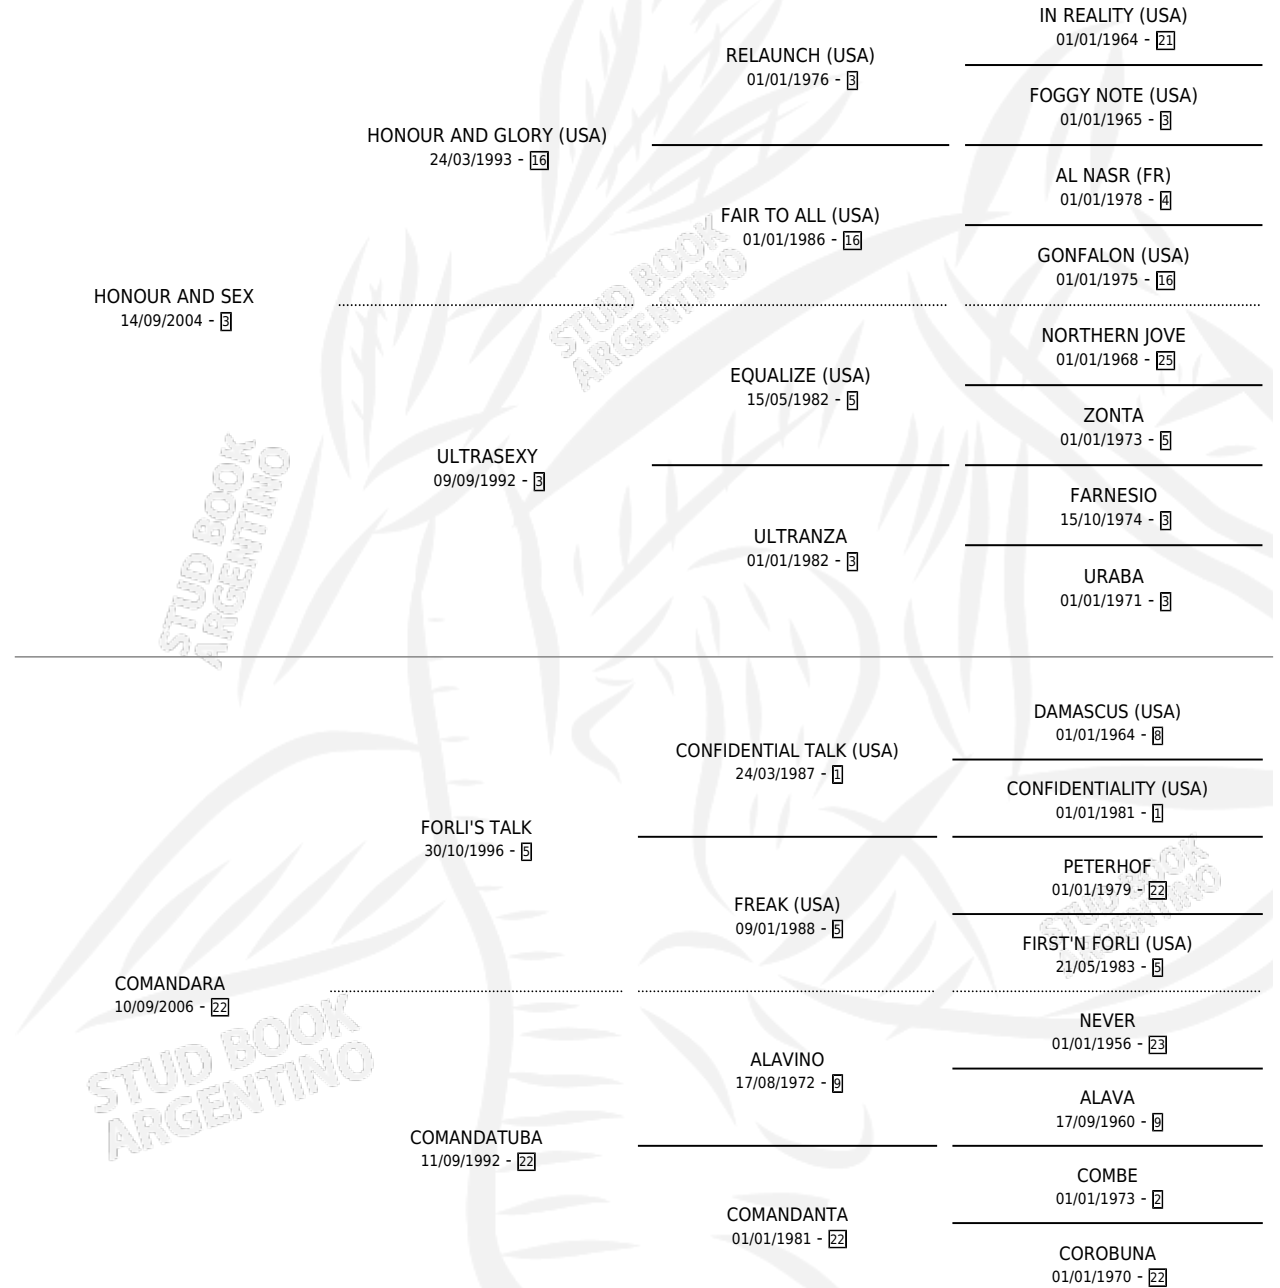 IN REALITY (USA)
01/01/1964 - 21
RELAUNCH (USA)
01/01/1976 - 3
FOGGY NOTE (USA)
01/01/1965 - 3
HONOUR AND GLORY (USA)
24/03/1993 - 16
AL NASR (FR)
01/01/1978 - 4
FAIR TO ALL (USA)
01/01/1986 - 16
GONFALON (USA)
01/01/1975 - 16
HONOUR AND SEX
14/09/2004 - 3
NORTHERN JOVE
01/01/1968 - 25
EQUALIZE (USA)
15/05/1982 - 5
ZONTA
01/01/1973 - 5
ULTRASEXY
09/09/1992 - 3
FARNESIO
15/10/1974 - 3
ULTRANZA
01/01/1982 - 3
URABA
01/01/1971 - 3
DAMASCUS (USA)
01/01/1964 - 8
CONFIDENTIAL TALK (USA)
24/03/1987 - 1
CONFIDENTIALITY (USA)
01/01/1981 - 1
FORLI'S TALK
30/10/1996 - 5
PETERHOF
01/01/1979 - 22
FREAK (USA)
09/01/1988 - 5
FIRST'N FORLI (USA)
21/05/1983 - 5
COMANDARA
10/09/2006 - 22
NEVER
01/01/1956 - 23
ALAVINO
17/08/1972 - 9
ALAVA
17/09/1960 - 9
COMANDATUBA
11/09/1992 - 22
COMBE
01/01/1973 - 2
COMANDANTA
01/01/1981 - 22
COROBUNA
01/01/1970 - 22
STUD BOOK
ARGENTINO
STUD BOOK
ARGENTINO
STUD BOOK
ARGENTINO
STUD BOOK
ARGENTINO